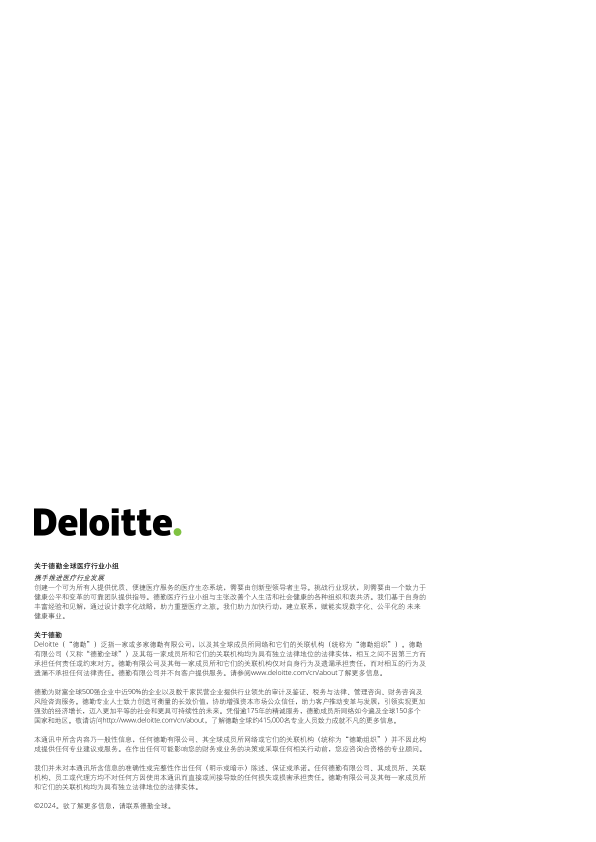 Deloitte.
关于德勤全球医疗行业小组
携手推进医疗行业发展
创建一个可为所有人提供优质、便捷医疗服务的医疗生态系统，需要由创新型领导者主导。挑战行业现状，则需要由一个致力于
健康公平和变革的可靠团队提供指导。德勤医疗行业小组与主张改善个人生活和社会健康的各种组织和衷共济。我们基于自身的
丰富经验和见解，通过设计数字化战略，助力重塑医疗之旅。我们助力加快行动，建立联系，赋能实现数字化、公平化的 未来
健康事业。
关于德勤
Deloitte（“德勤”）泛指一家或多家德勤有限公司，以及其全球成员所网络和它们的关联机构（统称为“德勤组织”）。德勤
有限公司（又称“德勤全球”）及其每一家成员所和它们的关联机构均为具有独立法律地位的法律实体，相互之间不因第三方而
承担任何责任或约束对方。德勤有限公司及其每一家成员所和它们的关联机构仅对自身行为及遗漏承担责任，而对相互的行为及
遗漏不承担任何法律责任。德勤有限公司并不向客户提供服务。请参阅www.deloitte.com/cn/about了解更多信息。
德勤为财富全球500强企业中近90%的企业以及数千家民营企业提供行业领先的审计及鉴证、税务与法律、管理咨询、财务咨询及
风险咨询服务。德勤专业人士致力创造可衡量的长效价值，协助增强资本市场公众信任，助力客户推动变革与发展，引领实现更加
强劲的经济增长，迈入更加平等的社会和更具可持续性的未来。凭借逾175年的精诚服务，德勤成员所网络如今遍及全球150多个
国家和地区。敬请访问http://www.deloitte.com/cn/about，了解德勤全球约415,000名专业人员致力成就不凡的更多信息。
本通讯中所含内容乃一般性信息，任何德勤有限公司、其全球成员所网络或它们的关联机构（统称为“德勤组织”）并不因此构
成提供任何专业建议或服务。在作出任何可能影响您的财务或业务的决策或采取任何相关行动前，您应咨询合资格的专业顾问。
我们并未对本通讯所含信息的准确性或完整性作出任何（明示或暗示）陈述、保证或承诺。任何德勤有限公司、其成员所、关联
机构、员工或代理方均不对任何方因使用本通讯而直接或间接导致的任何损失或损害承担责任。德勤有限公司及其每一家成员所
和它们的关联机构均为具有独立法律地位的法律实体。
©2024。欲了解更多信息，请联系德勤全球。